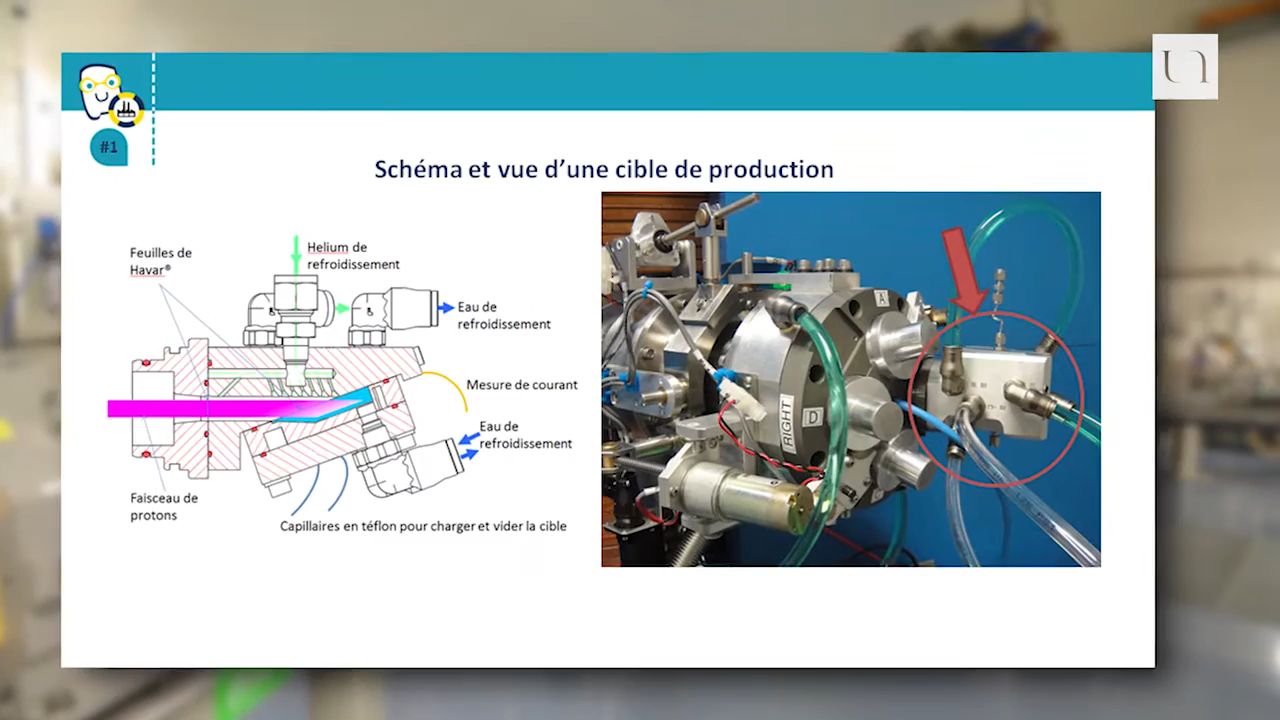 #1
Schéma et vue d’une cible de production
Feuilles de
Havar®
Helium de
refroidissement
Eau de
refroidissement
Mesure de courant
Eau de
refroidissement
Faisceau de
protons
Capillaires en téflon pour charger et vider la cible
A
D
RIGHT